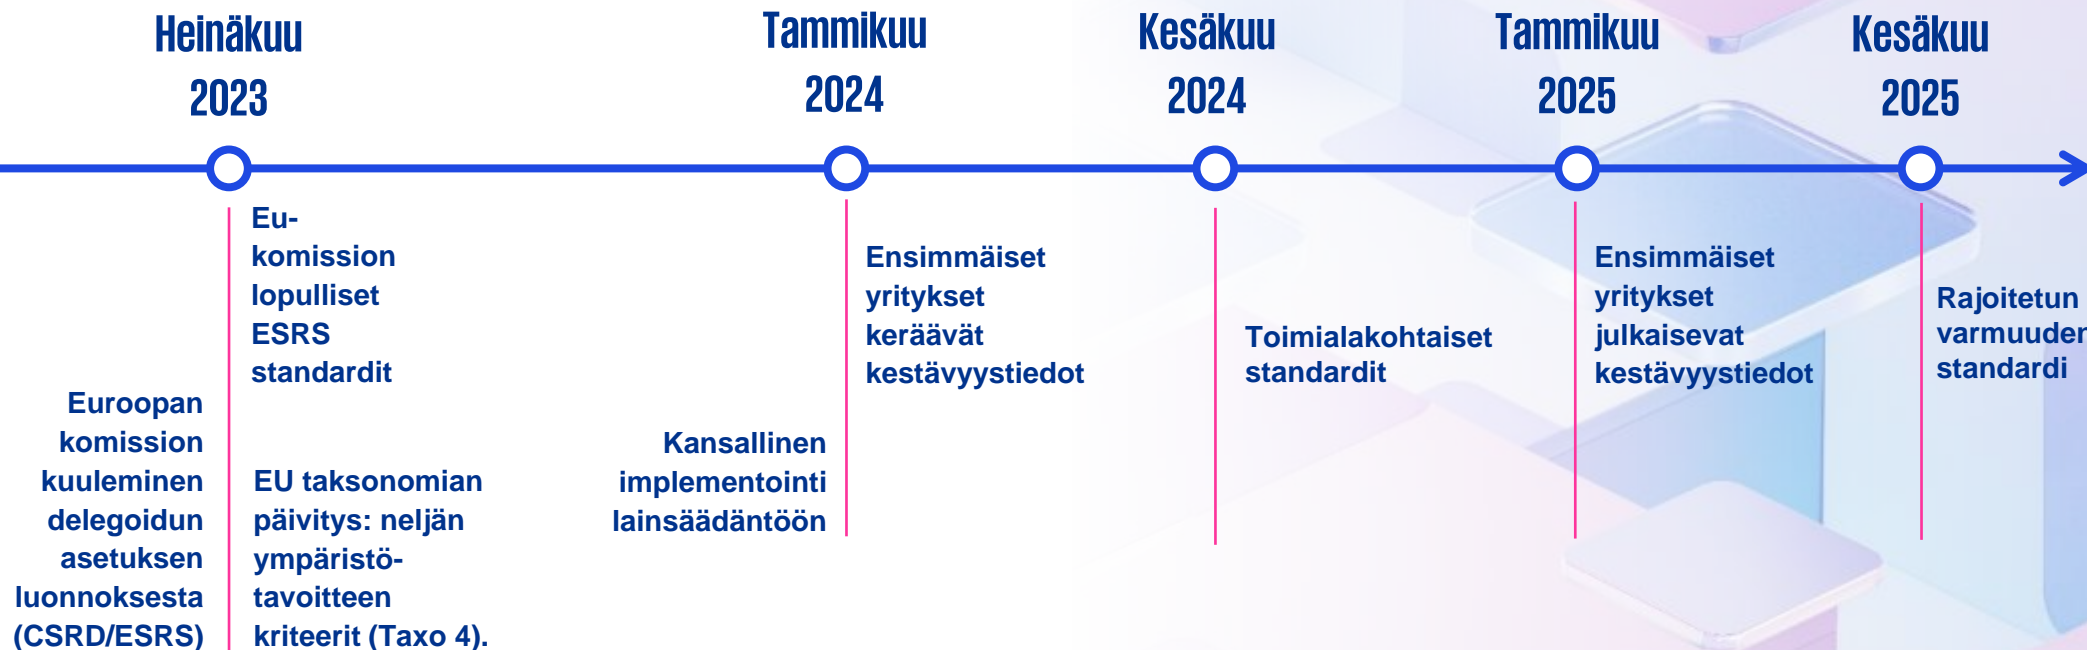 Heinäkuu
2023
Tammikuu
2024
Kesäkuu
2024
Tammikuu
2025
Kesäkuu
2025
Euroopan
komission
kuuleminen
delegoidun
asetuksen
luonnoksesta
(CSRD/ESRS)
Eu-
komission
lopulliset
ESRS
standardit
EU taksonomian
päivitys: neljän
ympäristö-
tavoitteen
kriteerit (Taxo 4).
Kansallinen
implementointi
lainsäädäntöön
Ensimmäiset
yritykset
keräävät
kestävyystiedot
Toimialakohtaiset
standardit
Ensimmäiset
yritykset
julkaisevat
kestävyystiedot
Rajoitetun
varmuuden
standardi